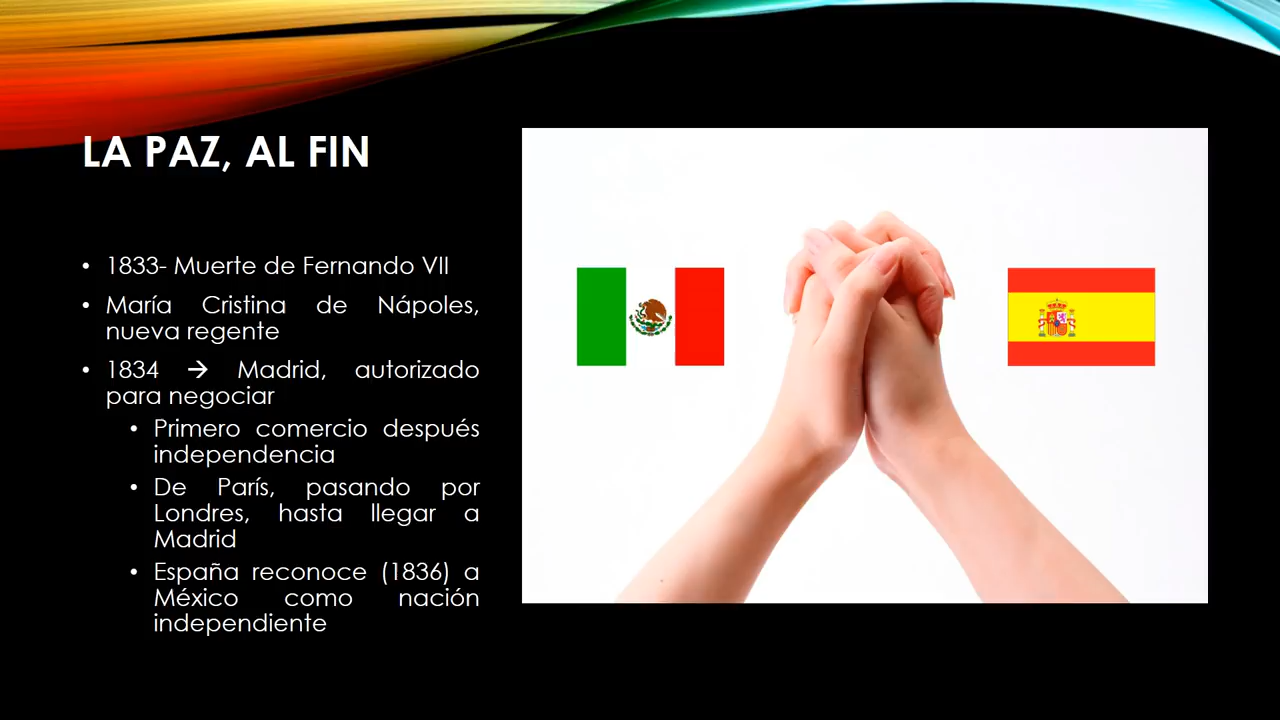 LA PAZ, AL FIN
• 1833- Muerte de Fernando VII
• María Cristina de Nápoles,
nueva regente
• 1834 → Madrid, autorizado
para negociar
• Primero comercio después
independencia
• De París, pasando por
Londres, hasta llegar a
Madrid
• España reconoce (1836) a
México como nación
independiente